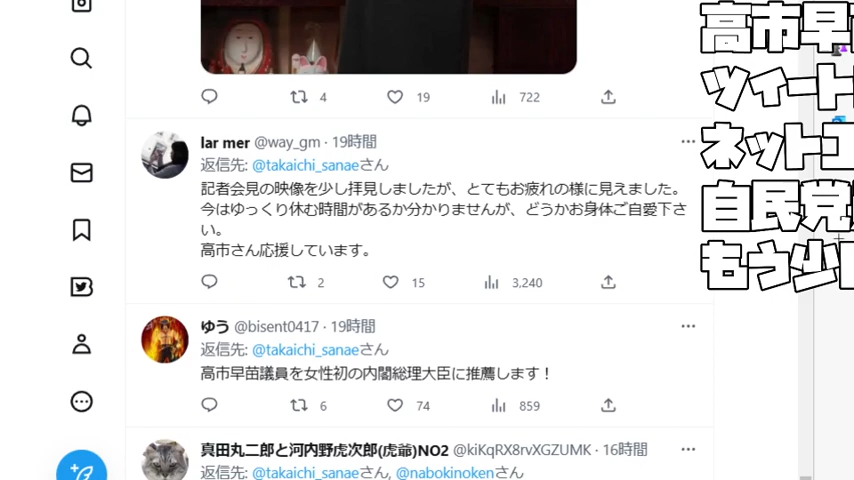 4 19 722
lar mer @way_gm · 19時間
返信先: @takaichi_sanaeさん
記者会見の映像を少し拝見しましたが、とてもお疲れの様に見えました。
今はゆっくり休む時間があるか分かりませんが、どうかお身体ご自愛下さ
い。
高市さん応援しています。
2 15 3,240
ゆう @bisent0417 · 19時間
返信先: @takaichi_sanaeさん
高市早苗議員を女性初の内閣総理大臣に推薦します！
6 74 859
真田丸二郎と河内野虎次郎(虎爺)NO2 @kiKqRX8rvXGZUMK · 16時間
返信先: @takaichi_sanaeさん, @nabokinokenさん
高市早
ツィート
ネット
自民党
もう少し